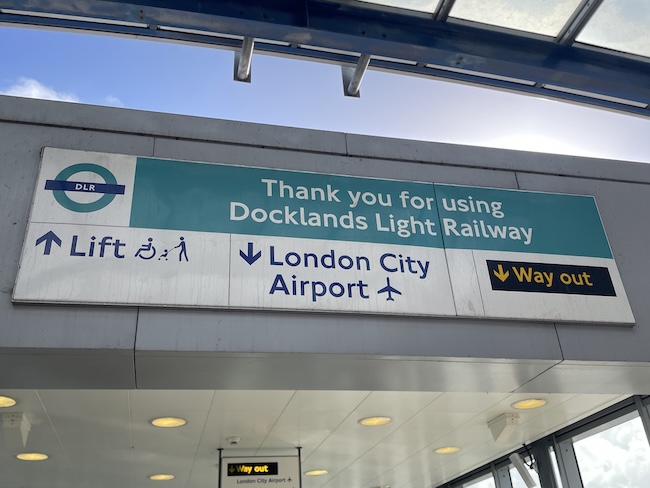 DLR
Thank you for using
Docklands Light Railway
Lift
London City
Airport
Way out
Way out
London City Airport